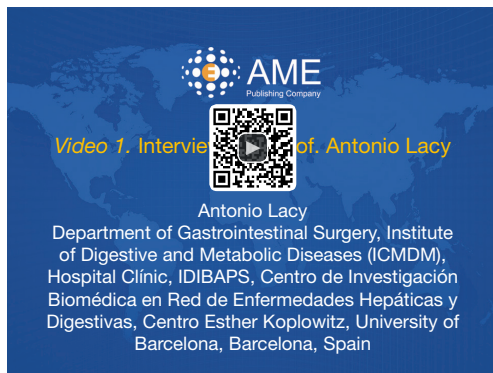 E AME
Publishing Company
Video 1. Intervie of. Antonio Lacy
Antonio Lacy
Department of Gastrointestinal Surgery, Institute
of Digestive and Metabolic Diseases (ICMDM),
Hospital Clínic, IDIBAPS, Centro de Investigación
Biomédica en Red de Enfermedades Hepáticas y
Digestivas, Centro Esther Koplowitz, University of
Barcelona, Barcelona, Spain